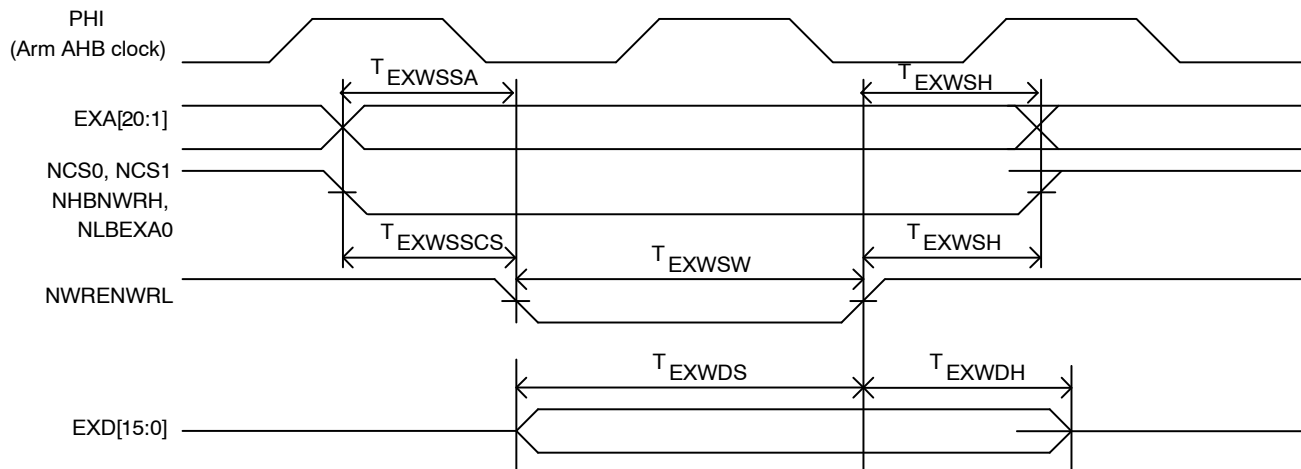 PHI
(Arm AHB clock)
TEXWSSA
TEXWSH
EXA[20:1]
NCS0, NCS1
NHBNWRH,
NLBEXA0
TEXWSSCS
TEXWSH
TEXWSW
NWRENWRL
TEXWDS
TEXWDH
EXD[15:0]